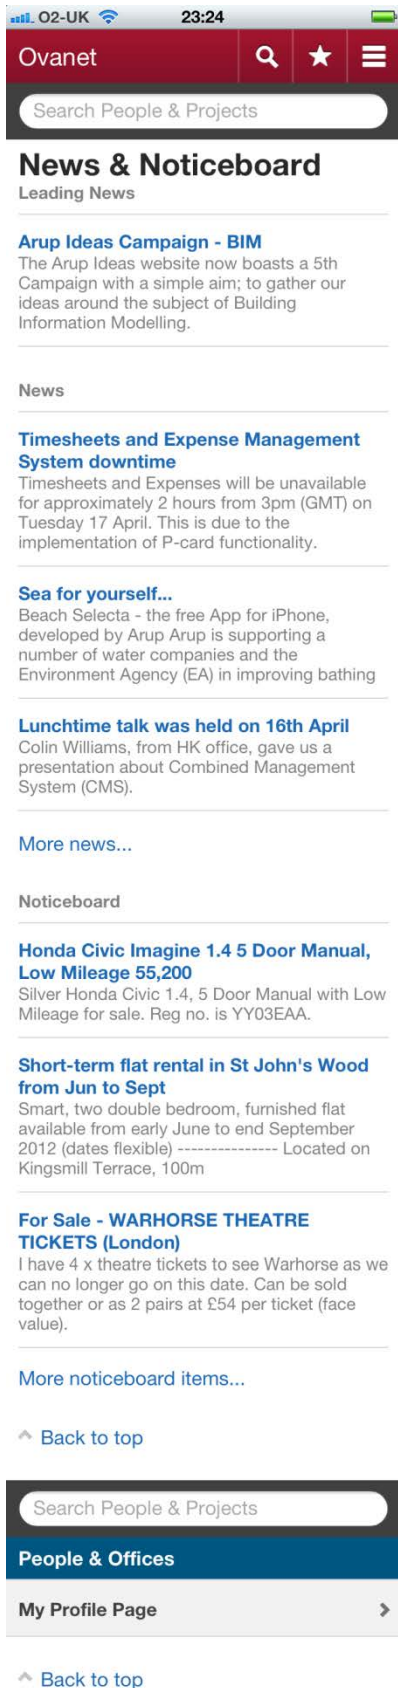 O2-UK 23:24
Ovanet
Search People & Projects
News & Noticeboard
Leading News
Arup Ideas Campaign - BIM
The Arup Ideas website now boasts a 5th
Campaign with a simple aim; to gather our
ideas around the subject of Building
Information Modelling.
News
Timesheets and Expense Management
System downtime
Timesheets and Expenses will be unavailable
for approximately 2 hours from 3pm (GMT) on
Tuesday 17 April. This is due to the
implementation of P-card functionality.
Sea for yourself...
Beach Selecta - the free App for iPhone,
developed by Arup Arup is supporting a
number of water companies and the
Environment Agency (EA) in improving bathing
Lunchtime talk was held on 16th April
Colin Williams, from HK office, gave us a
presentation about Combined Management
System (CMS).
More news...
Noticeboard
Honda Civic Imagine 1.4 5 Door Manual,
Low Mileage 55,200
Silver Honda Civic 1.4, 5 Door Manual with Low
Mileage for sale. Reg no. is YY03EAA.
Short-term flat rental in St John's Wood
from Jun to Sept
Smart, two double bedroom, furnished flat
available from early June to end September
2012 (dates flexible) --------------- Located on
Kingsmill Terrace, 100m
For Sale - WARHORSE THEATRE
TICKETS (London)
I have 4 x theatre tickets to see Warhorse as we
can no longer go on this date. Can be sold
together or as 2 pairs at £54 per ticket (face
value).
More noticeboard items...
Back to top
Search People & Projects
People & Offices
My Profile Page
Back to top